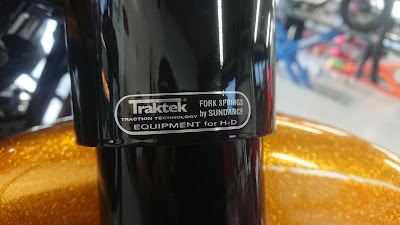 Traktek®
TRACTION TECHNOLOGY
FORK SPRINGS
by SUNDANCE
EQUIPMENT for H-D